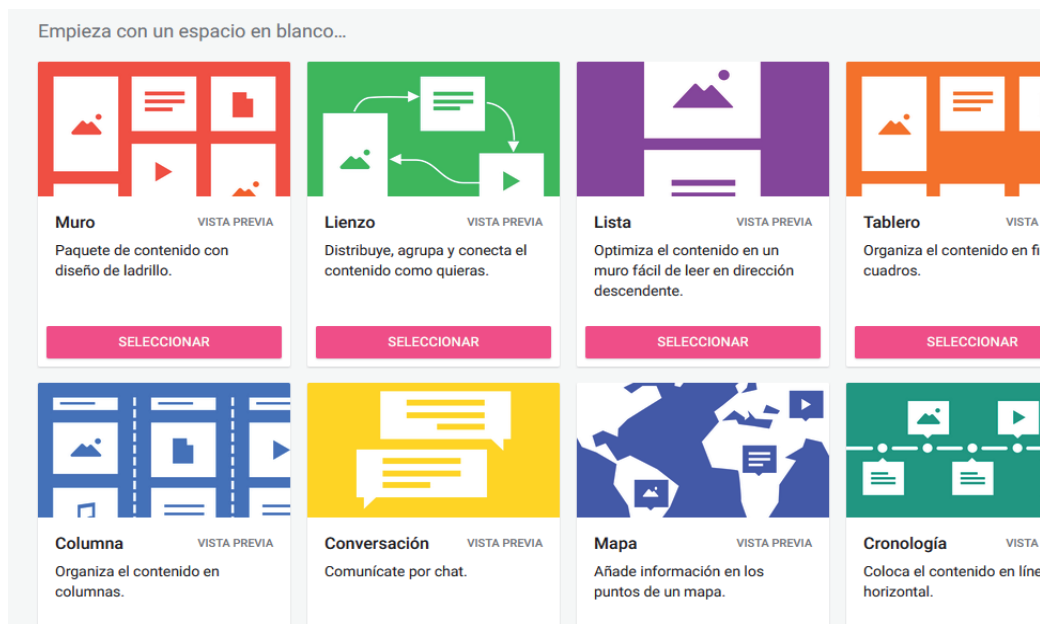 Empieza con un espacio en blanco...
Muro
VISTA PREVIA
Paquete de contenido con
diseño de ladrillo.
SELECCIONAR
Lienzo
VISTA PREVIA
Distribuye, agrupa y conecta el
contenido como quieras.
SELECCIONAR
Lista
VISTA PREVIA
Optimiza el contenido en un
muro fácil de leer en dirección
descendente.
SELECCIONAR
Tablero
VISTA
Organiza el contenido en
cuadros.
SELECCIONAR
Columna
VISTA PREVIA
Organiza el contenido en
columnas.
Conversación
VISTA PREVIA
Comunícate por chat.
Mapa
VISTA PREVIA
Añade información en los
puntos de un mapa.
Cronología
VISTA
Coloca el contenido en
horizontal.